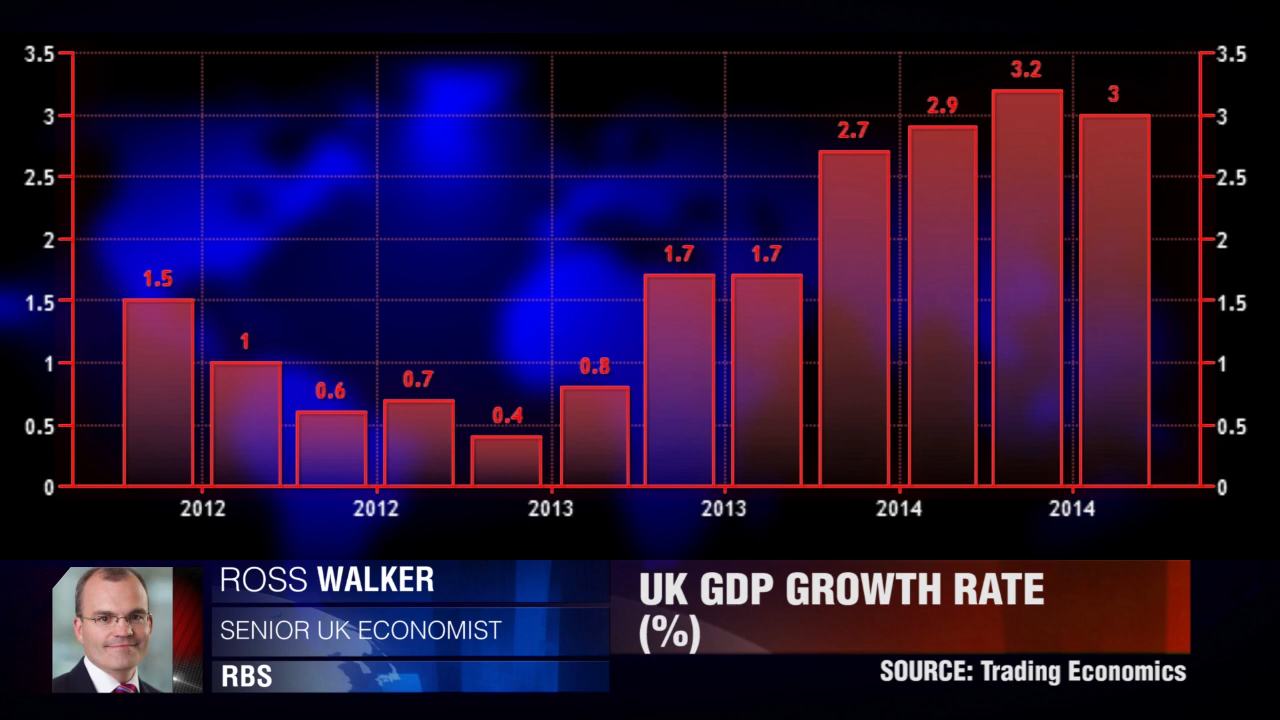 3.5 3.5
3.2
3 3 3
2.9
2.7
2.5 2.5
2 2
1.7 1.7
1.5 1.5 1.5
1 1 1
0.8
0.7
0.6
0.5 0.5
0.4
0 0
2012 2012 2013 2013 2014 2014
ROSS WALKER
SENIOR UK ECONOMIST
RBS
UK GDP GROWTH RATE
(%)
SOURCE: Trading Economics